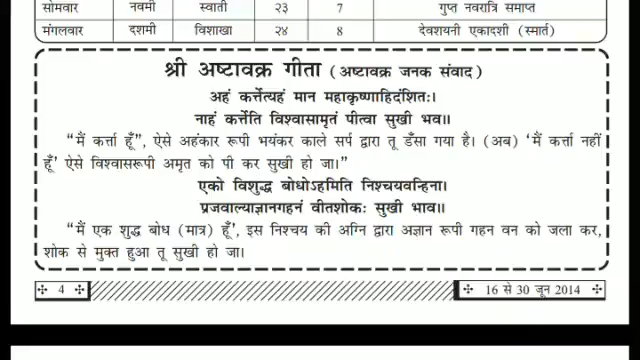 सोमवार नवमी स्वाती २३ 7 गुप्त नवरात्रि समाप्त
मंगलवार दशमी विशाखा २४ 8 देवशयनी एकादशी (स्मार्त)
श्री अष्टावक्र गीता (अष्टावक्र जनक संवाद)
अहं कर्त्तेत्यहं मान महाकृष्णाहिदंशितः।
नाहं कर्त्तेति विश्वासामृतं पीत्वा सुखी भव॥
“मैं कर्त्ता हूँ”, ऐसे अहंकार रूपी भयंकर काले सर्प द्वारा तू डँसा गया है। (अब) ‘मैं कर्त्ता नहीं
हूँ’ ऐसे विश्वासरूपी अमृत को पी कर सुखी हो जा।”
एको विशुद्ध बोधोऽहमिति निश्चयवन्हिना।
प्रजवाल्याज्ञानगहनं वीतशोकः सुखी भाव॥
“मैं एक शुद्ध बोध (मात्र) हूँ’, इस निश्चय की अग्नि द्वारा अज्ञान रूपी गहन वन को जला कर,
शोक से मुक्त हुआ तू सुखी हो जा।
4 16 से 30 जून 2014